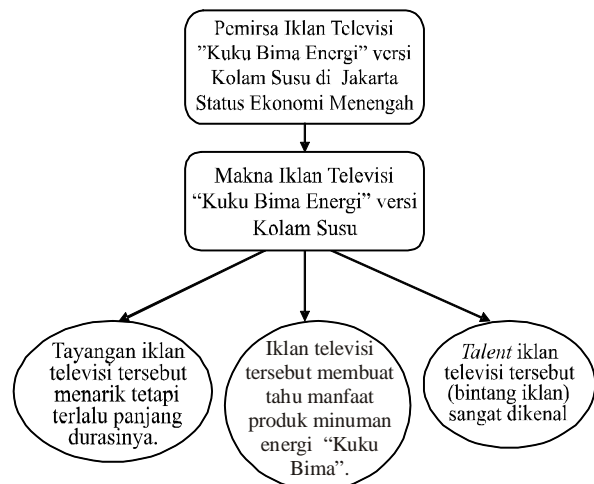 Pemirsa Iklan Televisi
”Kuku Bima Energi” versi
Kolam Susu di Jakarta
Status Ekonomi Menengah
Makna Iklan Televisi
“Kuku Bima Energi” versi
Kolam Susu
Tayangan iklan
televisi tersebut
menarik tetapi
terlalu panjang
durasinya.
Iklan televisi
tersebut membuat
tahu manfaat
produk minuman
energi “Kuku
Bima”.
Talent iklan
televisi tersebut
(bintang iklan)
sangat dikenal